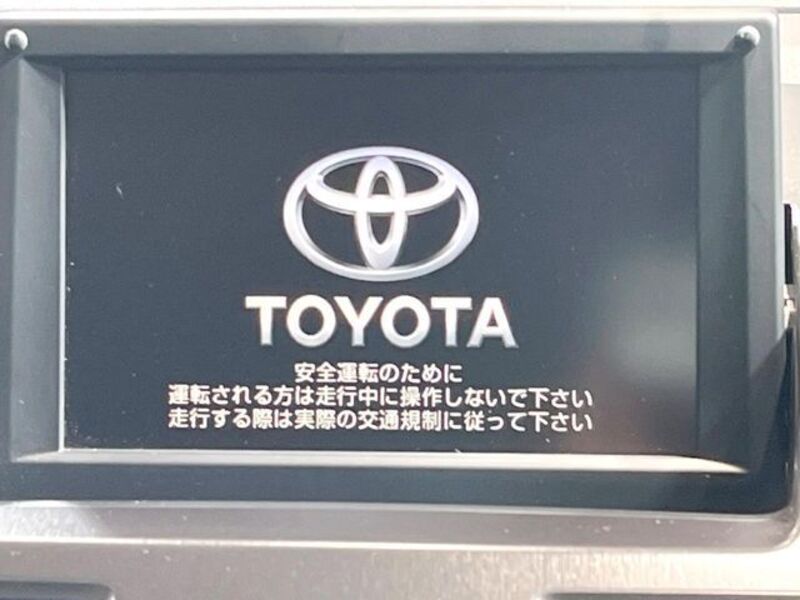 TOYOTA
安全運転のために
運転される方は走行中に操作しないで下さい
走行する際は実際の交通規制に従って下さい